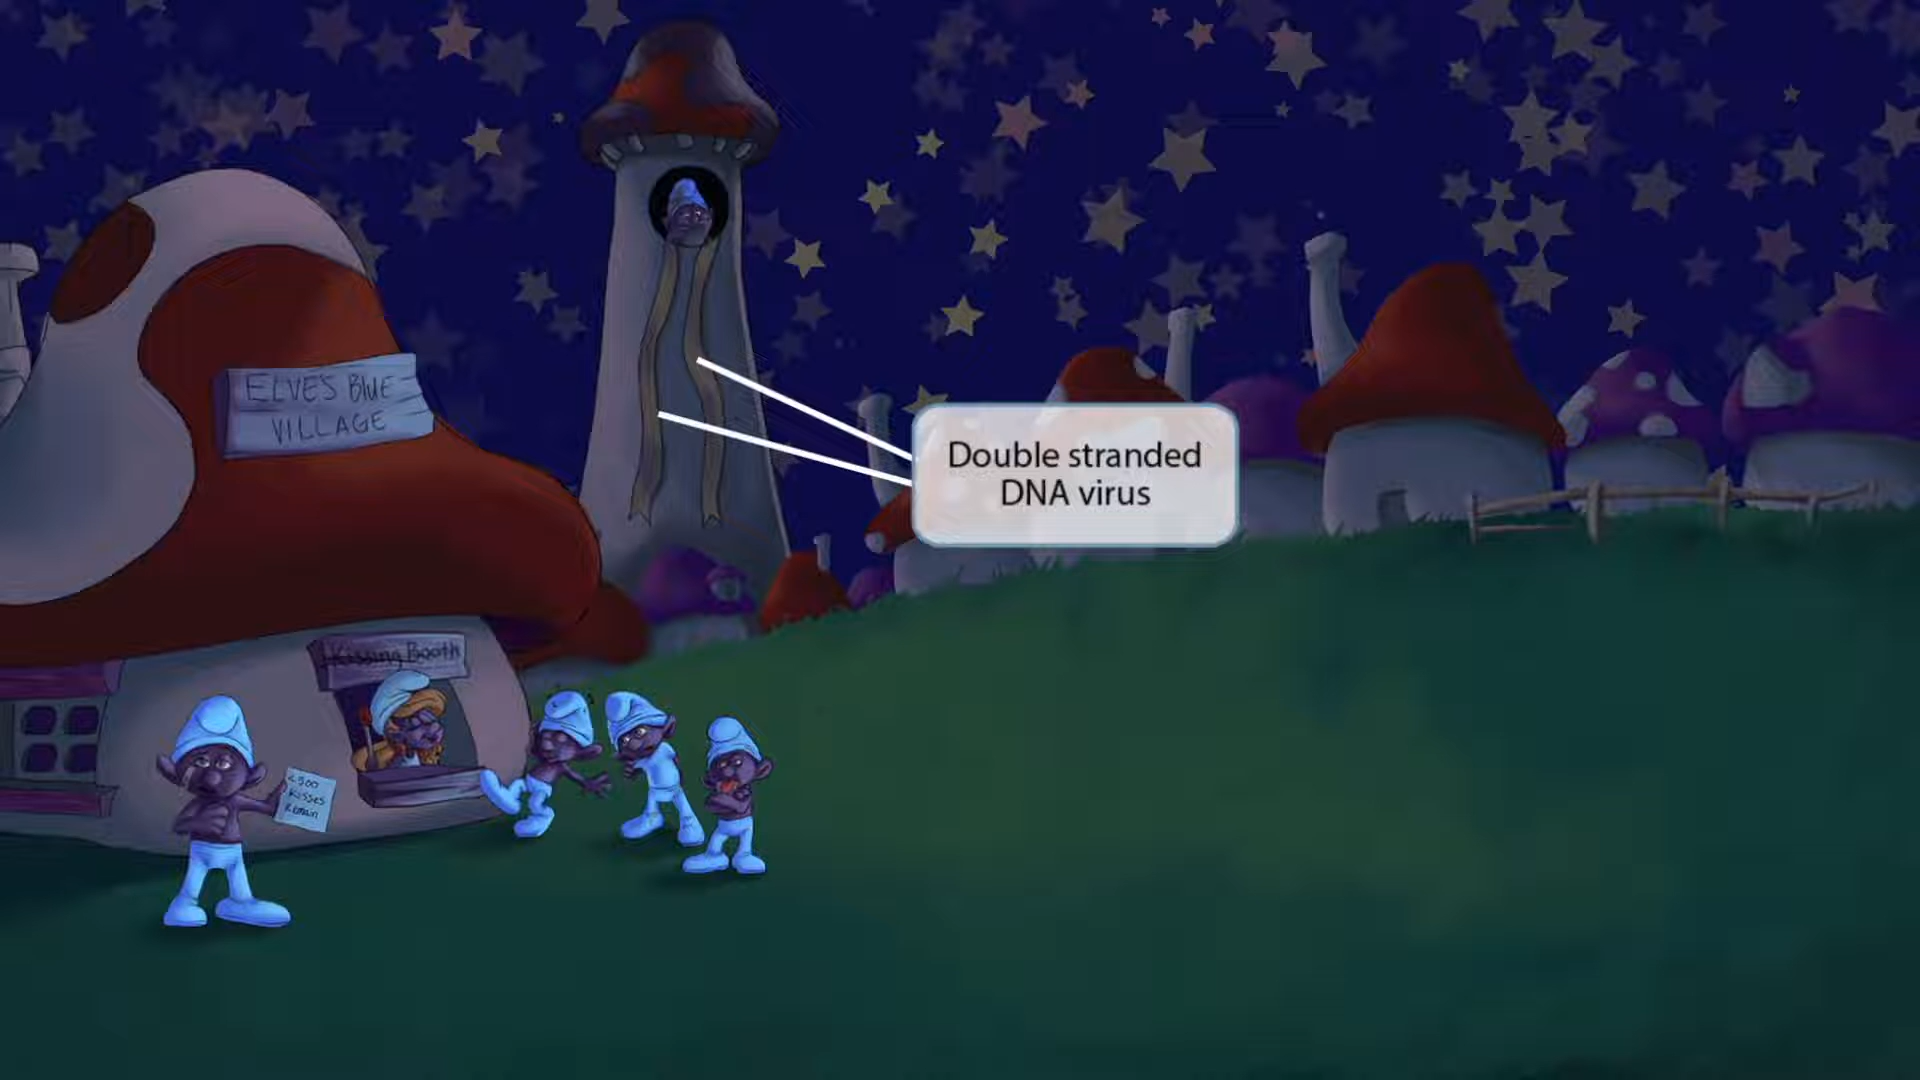 ELVE'S BLUE
VILLAGE
Double stranded
DNA virus
Kissing Booth
<500
Kisses
Remain